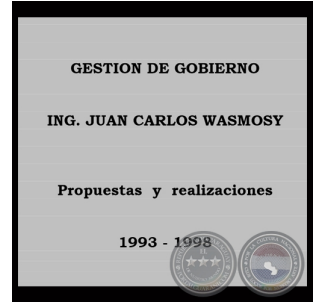 GESTION DE GOBIERNO
ING. JUAN CARLOS WASMOSY
Propuestas y realizaciones
1993 - 1998